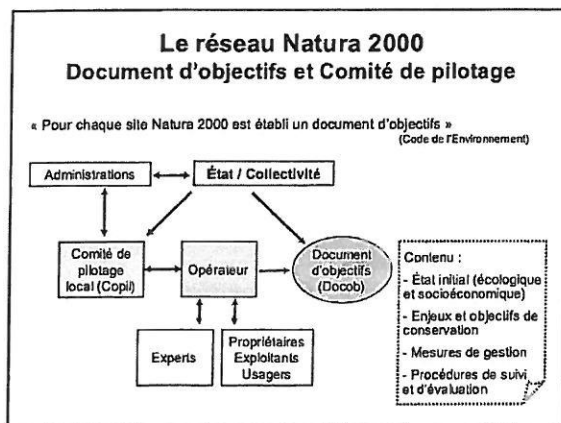 Le réseau Natura 2000
Document d'objectifs et Comité de pilotage
« Pour chaque site Natura 2000 est établi un document d'objectifs »
(Code de l'Environnement)
Administrations
État / Collectivité
Comité de
pilotage
local (Copil)
Opérateur
Document
d'objectifs
(Docob)
Experts
Propriétaires
Exploitants
Usagers
Contenu :
- État initial (écologique
et socioéconomique)
- Enjeux et objectifs de
conservation
- Mesures de gestion
- Procédures de suivi
et d'évaluation